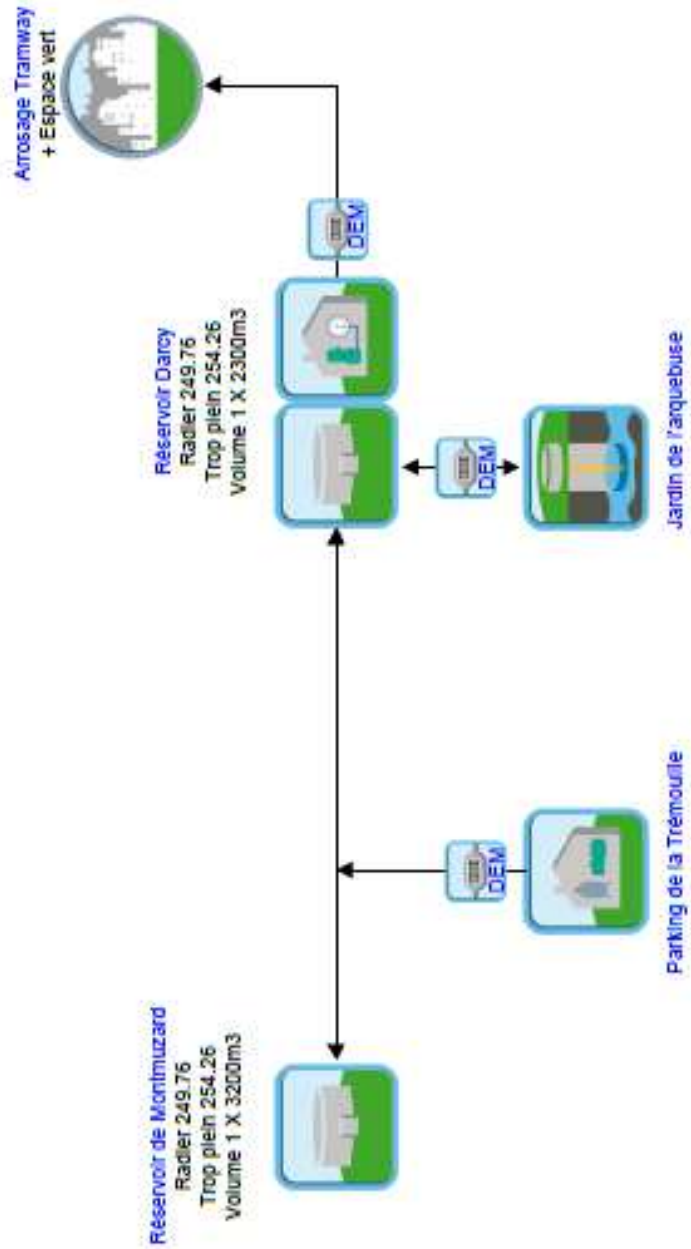 Arrosage Tramway
+ Espace vert
DEM
Réservoir Darcy
Radier 249.76
Trop plein 254.26
Volume 1 X 2300m3
DEM
Jardin de l'arquebuse
Réservoir de Montmuzard
Radier 249.76
Trop plein 254.26
Volume 1 X 3200m3
DEM
Parking de la Trémouille